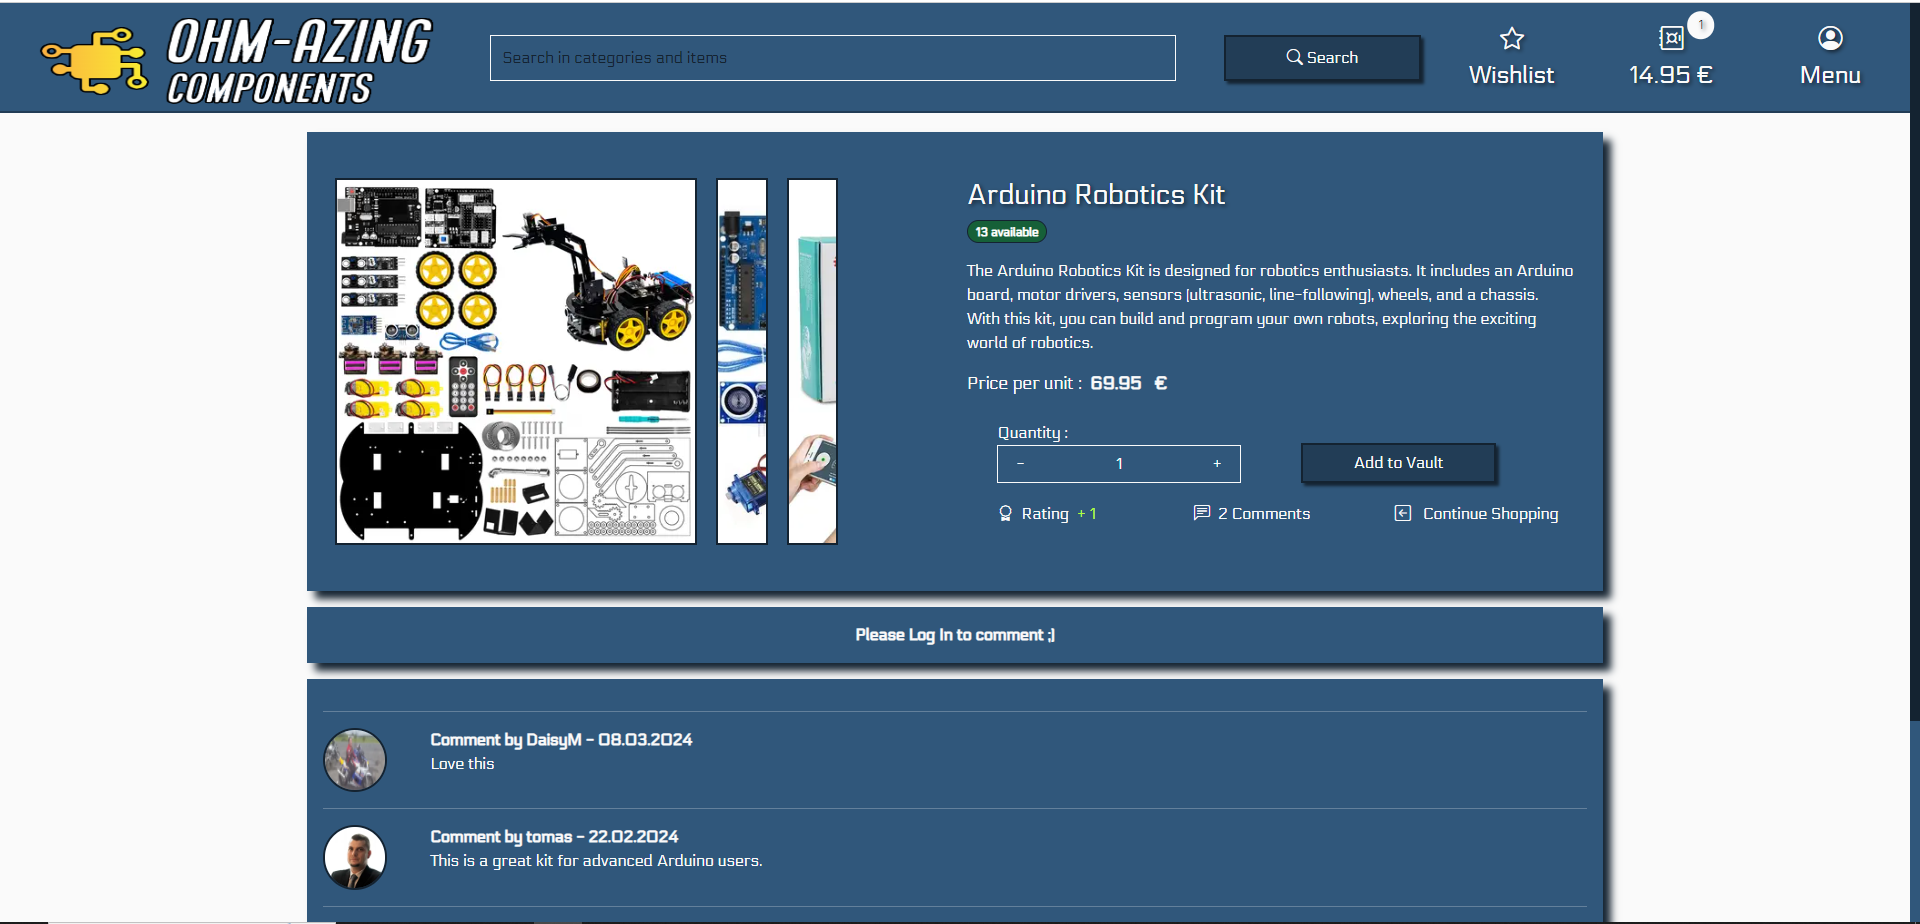 OHM-AZING
COMPONENTS
Search in categories and items
Search
Wishlist
1
14.95 €
Menu
Arduino Robotics Kit
13 available
The Arduino Robotics Kit is designed for robotics enthusiasts. It includes an Arduino
board, motor drivers, sensors (ultrasonic, line-following), wheels, and a chassis.
With this kit, you can build and program your own robots, exploring the exciting
world of robotics.
Price per unit : 69.95 €
Quantity :
− 1 +
Add to Vault
Rating +1
2 Comments
Continue Shopping
Please Log In to comment ;)
Comment by DaisyM - 08.03.2024
Love this
Comment by tomas - 22.02.2024
This is a great kit for advanced Arduino users.